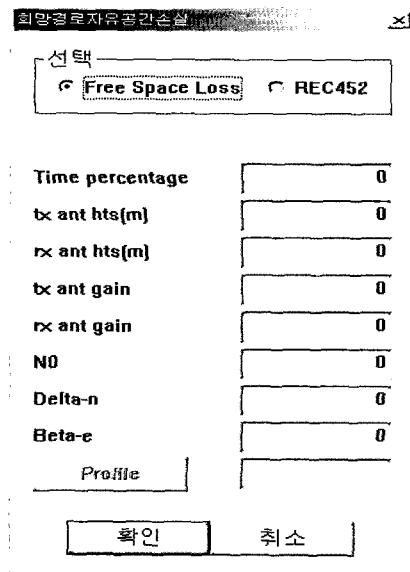 희망경로자유공간손실
선택
Free Space Loss REC452
Time percentage 0
tx ant hts(m) 0
rx ant hts(m) 0
tx ant gain 0
rx ant gain 0
N0 0
Delta-n 0
Beta-e 0
Profile
확인 취소